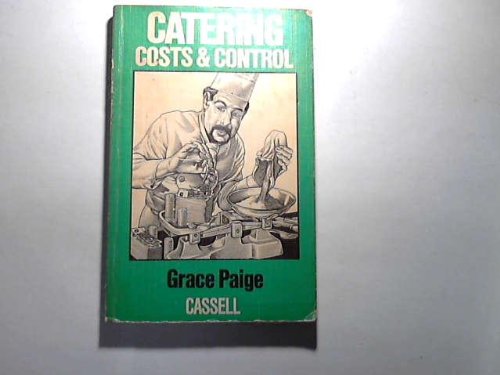 CATERING
COSTS & CONTROL
Grace Paige
CASSELL